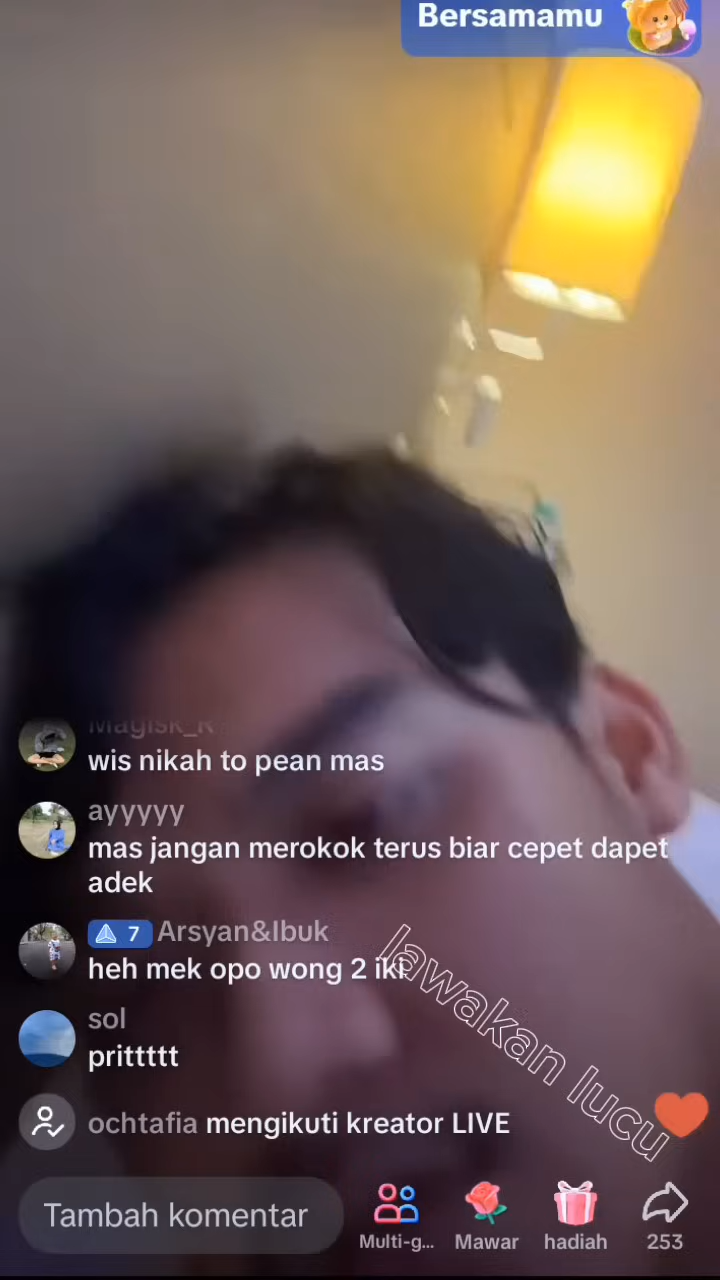 Bersamamu
Magisk_R
wis nikah to pean mas
ayyyyy
mas jangan merokok terus biar cepet dapet
adek
7 Arsyan&Ibuk
heh mek opo wong 2 iki
sol
prittttt
ochtafia mengikuti kreator LIVE
lawakan lucu
Tambah komentar
Multi-g...
Mawar
hadiah
253